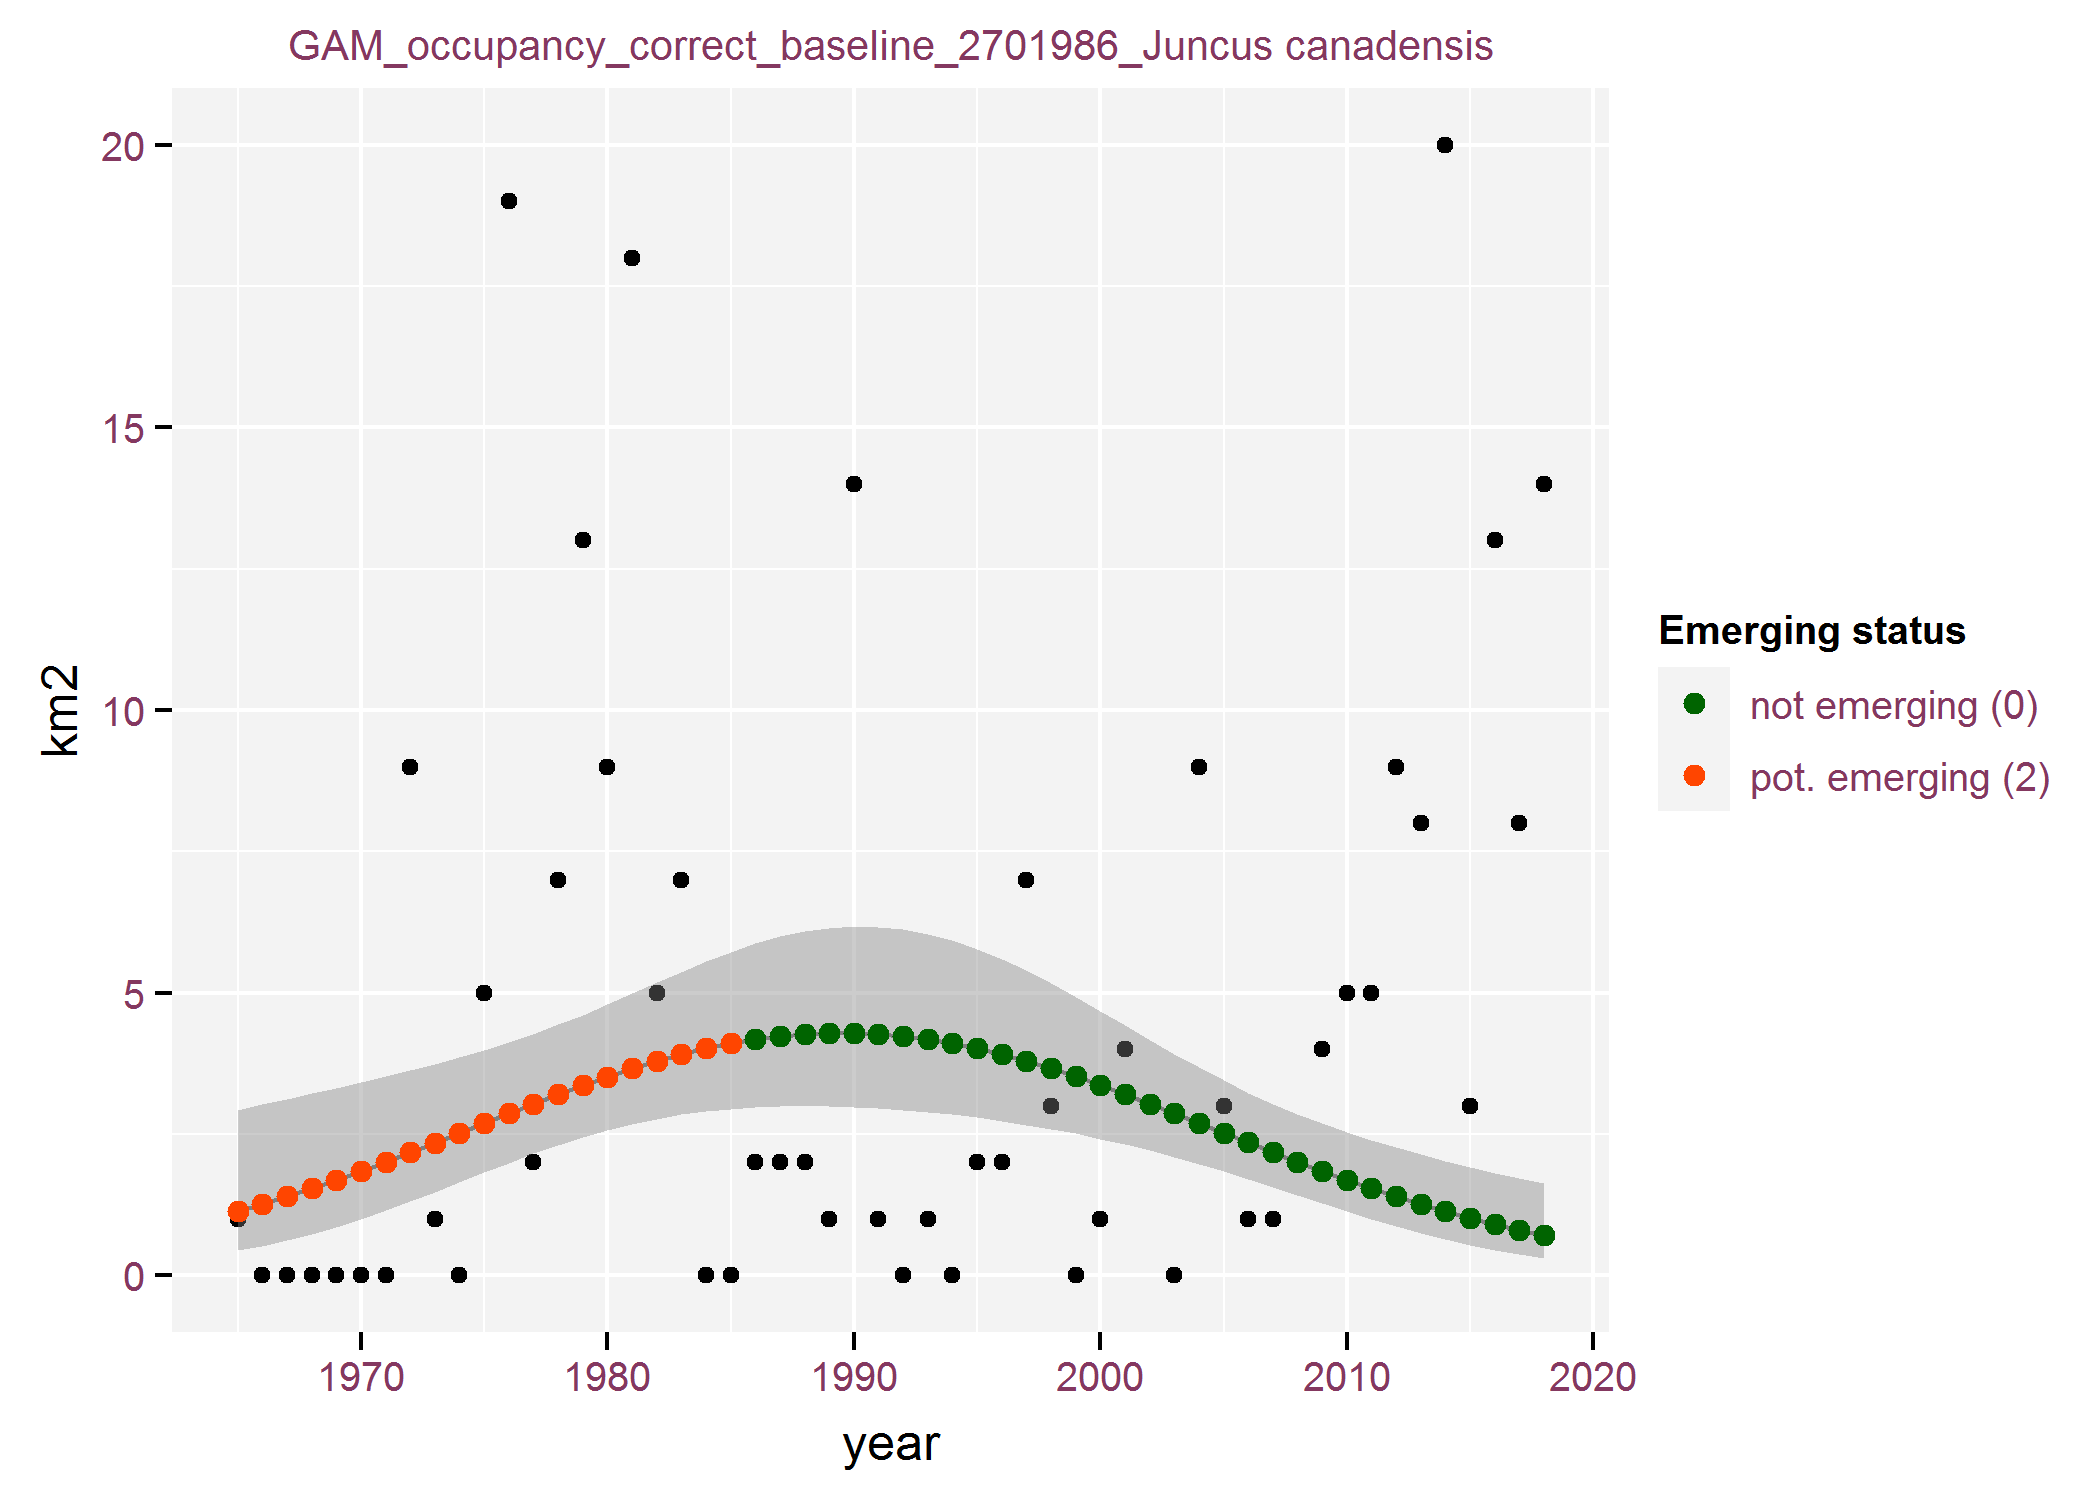 GAM_occupancy_correct_baseline_2701986_Juncus canadensis
20
15
10
5
0
km2
1970
1980
1990
2000
2010
2020
year
Emerging status
not emerging (0)
pot. emerging (2)